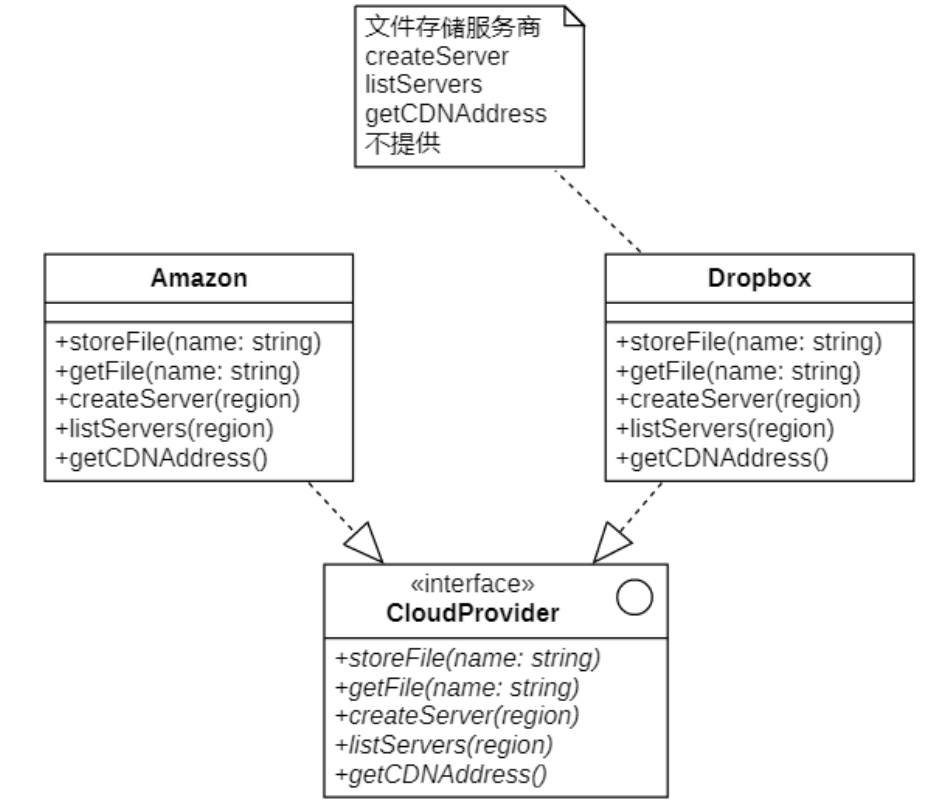 文件存储服务商
createServer
listServers
getCDNAddress
不提供
Amazon
+storeFile(name: string)
+getFile(name: string)
+createServer(region)
+listServers(region)
+getCDNAddress()
Dropbox
+storeFile(name: string)
+getFile(name: string)
+createServer(region)
+listServers(region)
+getCDNAddress()
«interface»
CloudProvider
+storeFile(name: string)
+getFile(name: string)
+createServer(region)
+listServers(region)
+getCDNAddress()